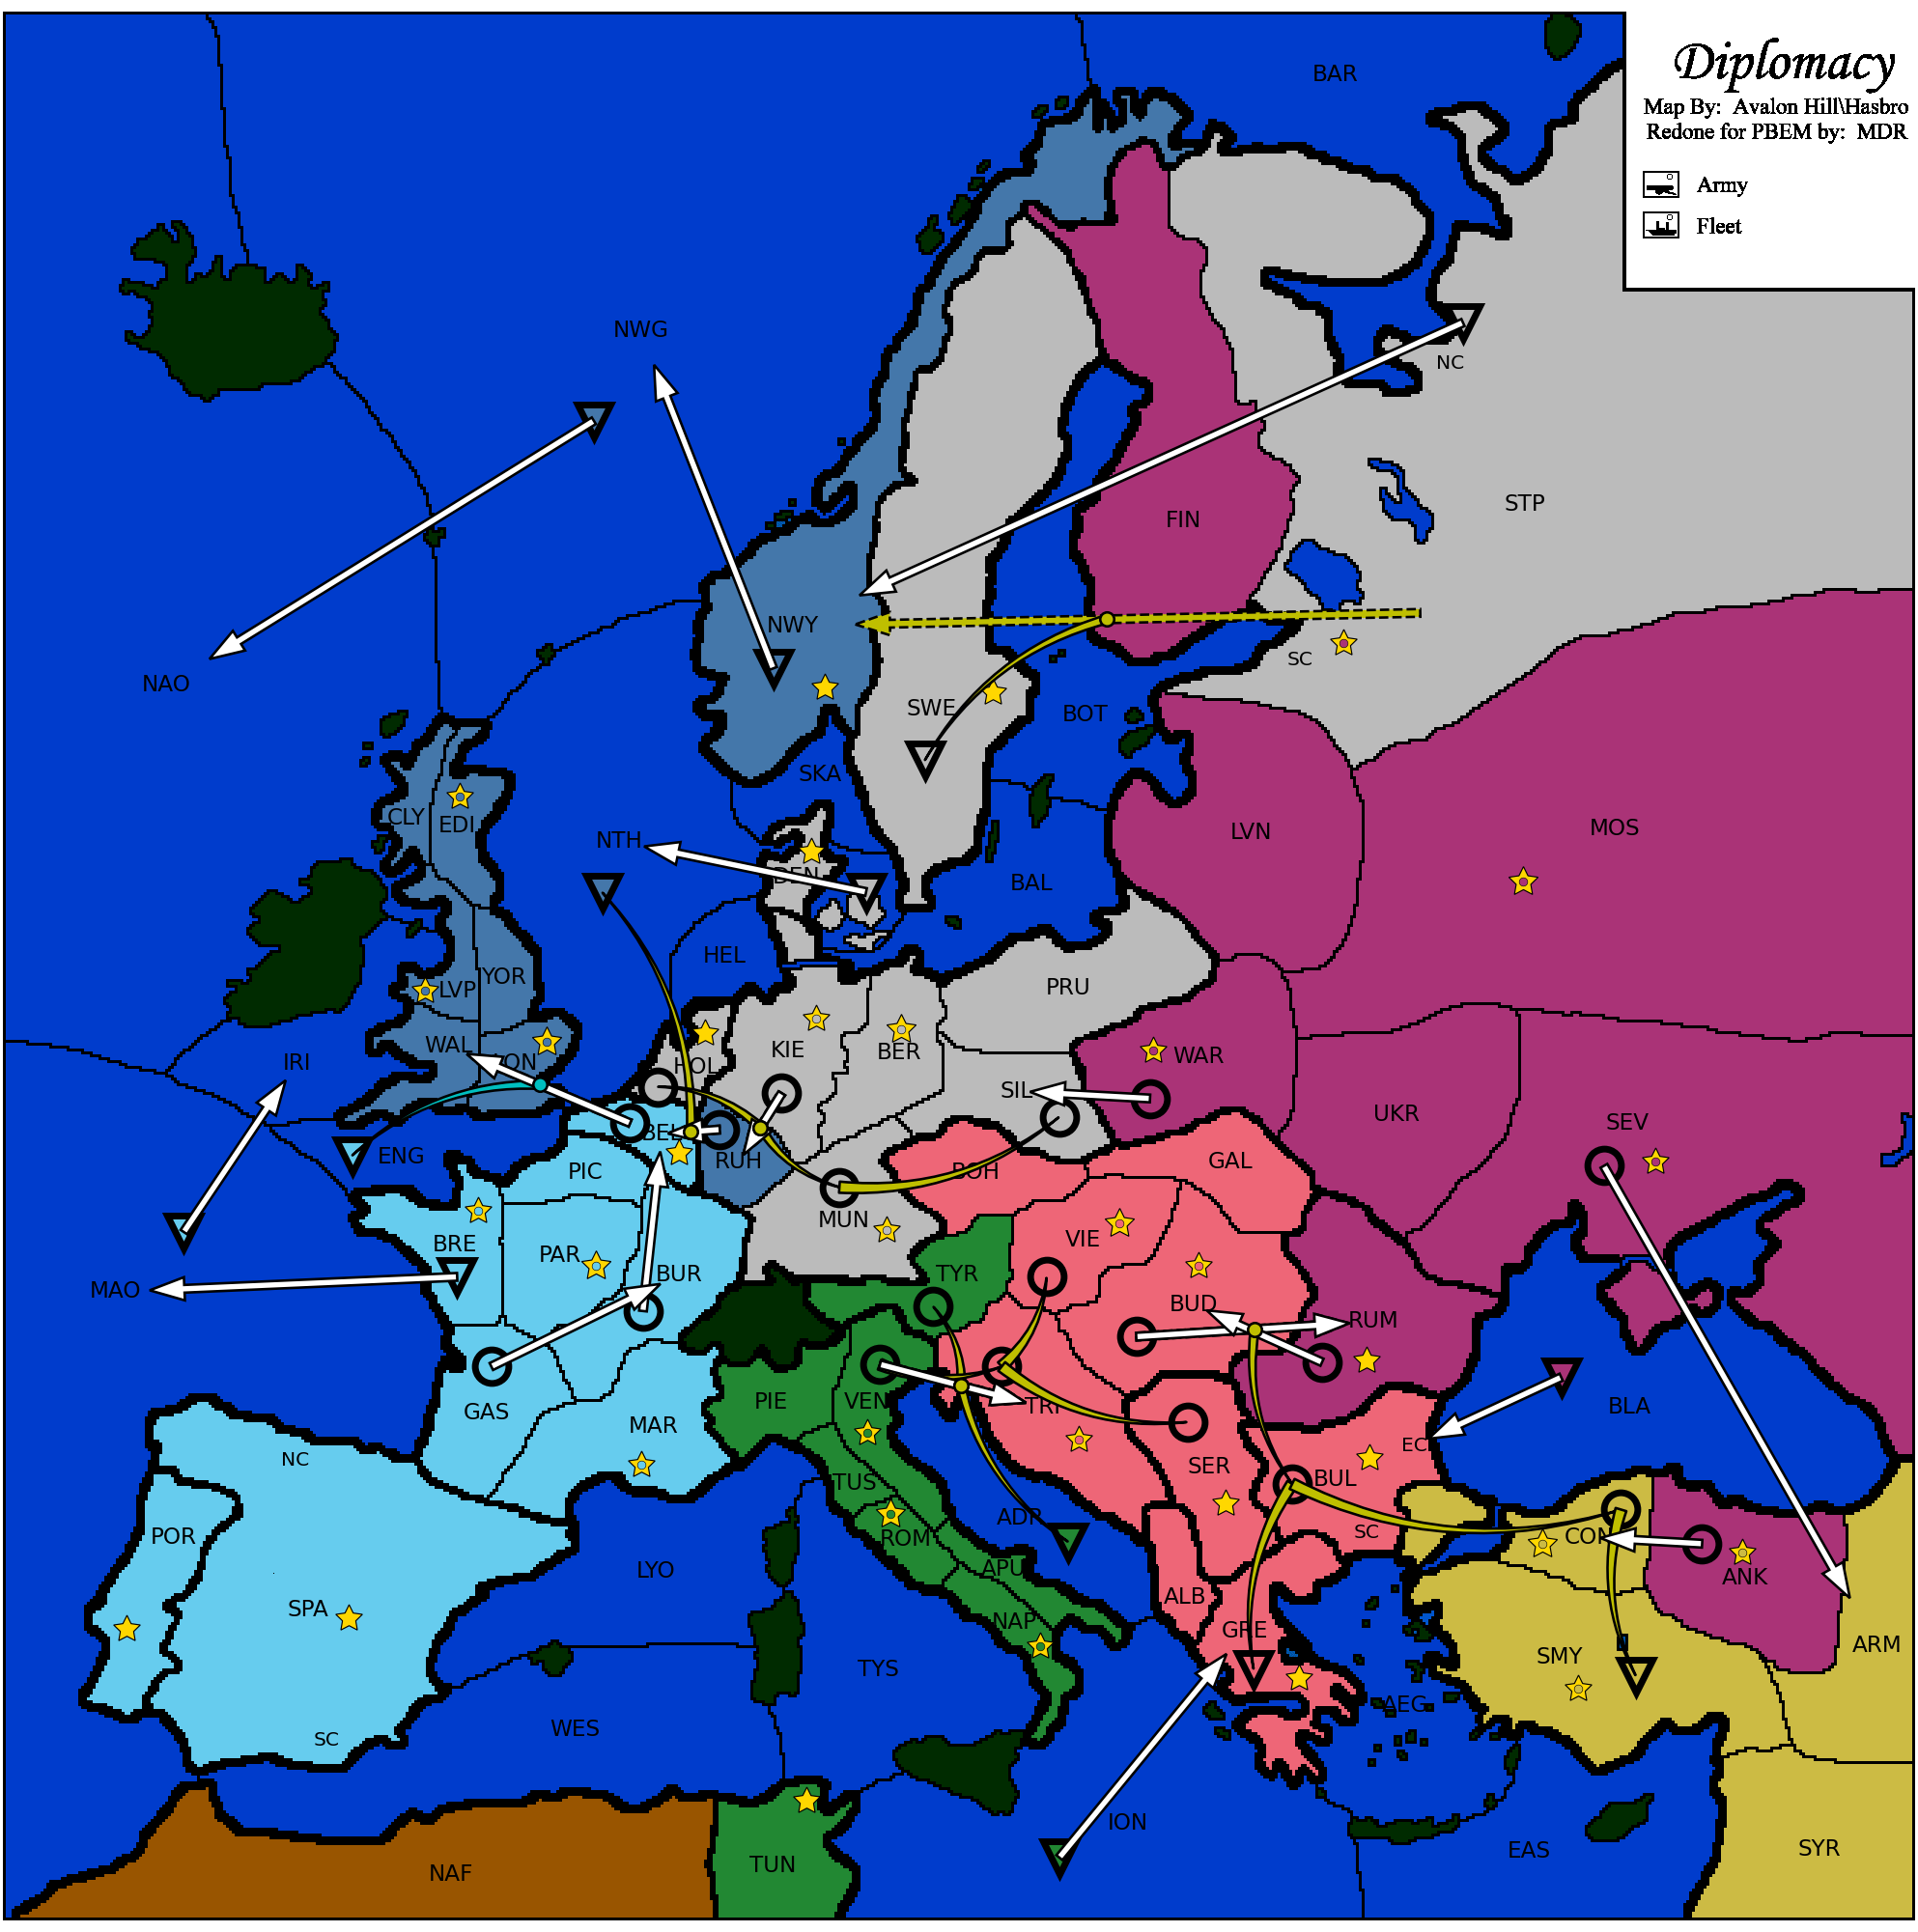 Diplomacy
Map By: Avalon Hill\Hasbro
Redone for PBEM by: MDR
Army
Fleet
BAR
NWG
NC
STP
FIN
NAO
NWY
SC
SWE
BOT
SKA
CLY
EDI
NTH
LVN
MOS
DEN
BAL
HEL
YOR
LVP
PRU
WAL
LON
IRI
KIE
BER
WAR
HOL
SIL
UKR
SEV
ENG
BEL
RUH
PIC
BOH
GAL
MUN
BRE
PAR
BUR
VIE
TYR
MAO
BUD
RUM
GAS
MAR
PIE
VEN
TRI
BLA
EC
NC
SER
BUL
TUS
POR
ROM
ADR
SC
CON
LYO
APU
ANK
SPA
ALB
NAP
GRE
ARM
TYS
SMY
AEG
WES
SC
ION
EAS
SYR
TUN
NAF